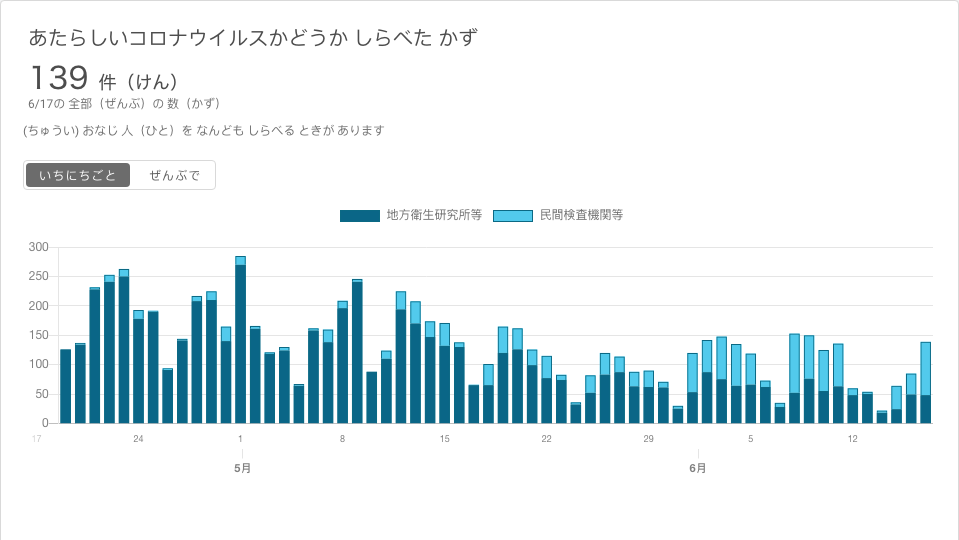 あたらしいコロナウイルスかどうか しらべた かず
139 件（けん）
6/17の 全部（ぜんぶ）の 数（かず）
(ちゅうい) おなじ 人（ひと）を なんども しらべる ときが あります
いちにちごと ぜんぶで
地方衛生研究所等 民間検査機関等
300
250
200
150
100
50
0
17 24 1 8 15 22 29 5 12
5月 6月